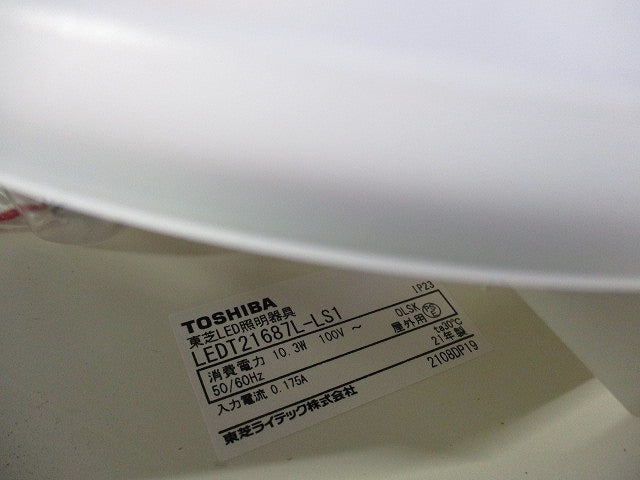 TOSHIBA
東芝LED照明器具 IP23
LEDT21687L-LS1
消費電力 10.3W 100V ~ OLSK
50/60Hz 屋外用
入力電流 0.175A ta30℃
21年製
東芝ライテック株式会社 2108DP19